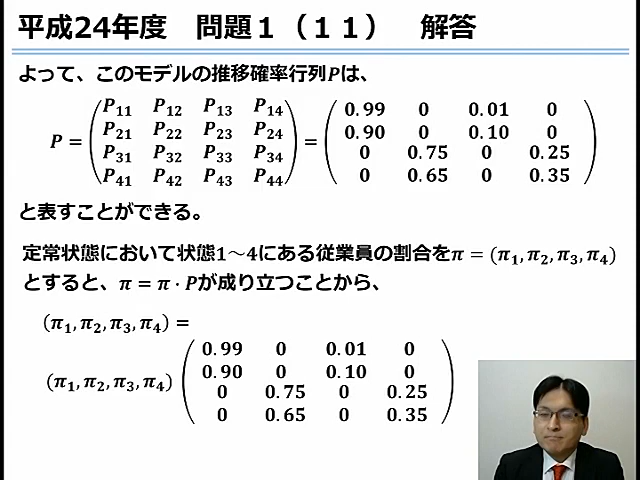 平成24年度　問題１（１１）　解答
よって、このモデルの推移確率行列Pは、
P = (P11 P12 P13 P14
P21 P22 P23 P24
P31 P32 P33 P34
P41 P42 P43 P44) = (0.99 0 0.01 0
0.90 0 0.10 0
0 0.75 0 0.25
0 0.65 0 0.35)
と表すことができる。
定常状態において状態1～4にある従業員の割合をπ = (π1, π2, π3, π4)
とすると、π = π · Pが成り立つことから、
(π1, π2, π3, π4) =
(π1, π2, π3, π4) (0.99 0 0.01 0
0.90 0 0.10 0
0 0.75 0 0.25
0 0.65 0 0.35)